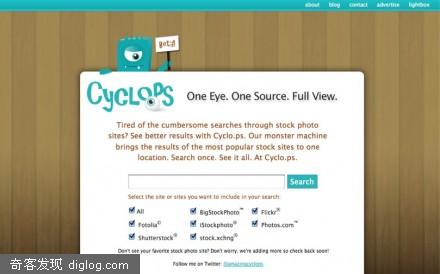 about blog contact advertise lightbox
Beta!
CYCLOPS
One Eye. One Source. Full View.
Tired of the cumbersome searches through stock photo
sites? See better results with Cyclo.ps. Our monster machine
brings the results of the most popular stock sites to one
location. Search once. See it all. At Cyclo.ps.
Search
Select the site or sites you want to include in your search:
All BigStockPhoto™ Flickr®
Fotolia® iStockphoto® Photos.com™
Shutterstock® stock.xchng®
Don't see your favorite stock photo site? Don't worry, we're adding more so check back soon!
Follow me on Twitter: @amazingcyclops
奇客发现 diglog.com